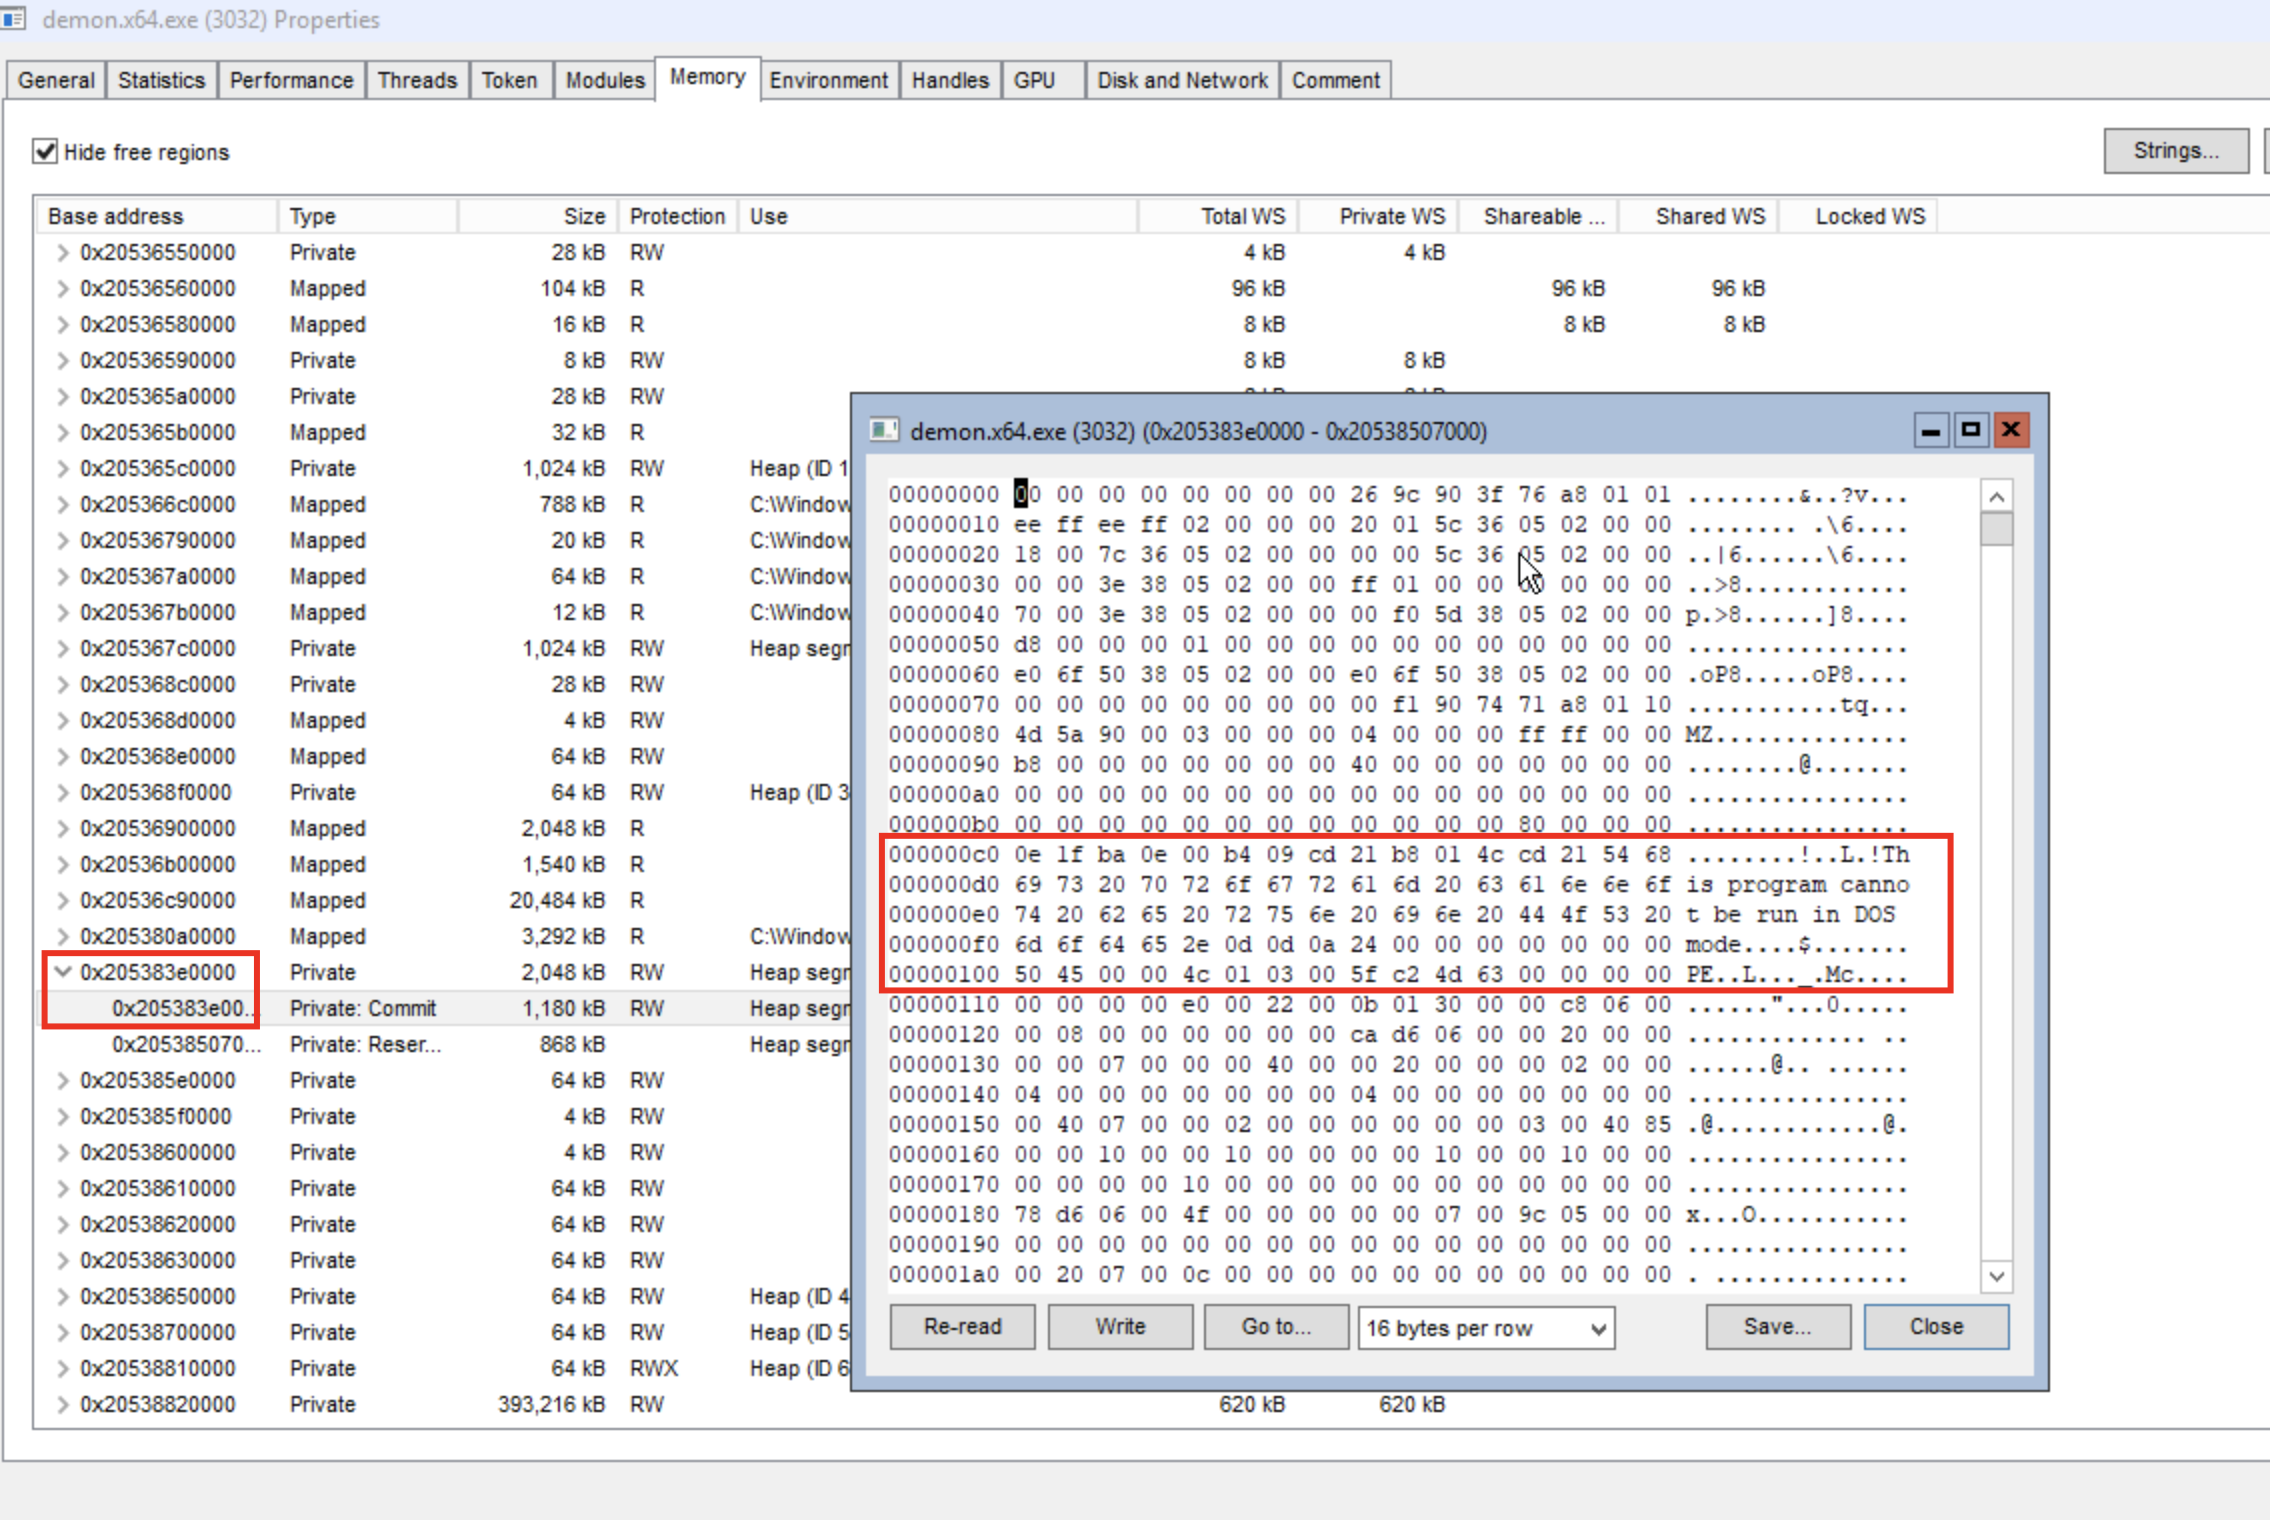 demon.x64.exe (3032) Properties
General Statistics Performance Threads Token Modules Memory Environment Handles GPU Disk and Network Comment
Hide free regions
Strings...
Base address Type Size Protection Use Total WS Private WS Shareable ... Shared WS Locked WS
0x20536550000 Private 28 kB RW 4 kB 4 kB
0x20536560000 Mapped 104 kB R 96 kB 96 kB 96 kB
0x20536580000 Mapped 16 kB R 8 kB 8 kB 8 kB
0x20536590000 Private 8 kB RW 8 kB 8 kB
0x205365a0000 Private 28 kB RW
0x205365b0000 Mapped 32 kB R
0x205365c0000 Private 1,024 kB RW Heap (ID 1
0x205366c0000 Mapped 788 kB R C:\Window
0x20536790000 Mapped 20 kB R C:\Window
0x205367a0000 Mapped 64 kB R C:\Window
0x205367b0000 Mapped 12 kB R C:\Window
0x205367c0000 Private 1,024 kB RW Heap segr
0x205368c0000 Private 28 kB RW
0x205368d0000 Mapped 4 kB RW
0x205368e0000 Mapped 64 kB RW
0x205368f0000 Private 64 kB RW Heap (ID 3
0x20536900000 Mapped 2,048 kB R
0x20536b00000 Mapped 1,540 kB R
0x20536c90000 Mapped 20,484 kB R
0x205380a0000 Mapped 3,292 kB R C:\Window
0x205383e0000 Private 2,048 kB RW Heap segr
0x205383e00... Private: Commit 1,180 kB RW Heap segr
0x205385070... Private: Reser... 868 kB Heap segr
0x205385e0000 Private 64 kB RW
0x205385f0000 Private 4 kB RW
0x20538600000 Private 4 kB RW
0x20538610000 Private 64 kB RW
0x20538620000 Private 64 kB RW
0x20538630000 Private 64 kB RW
0x20538650000 Private 64 kB RW Heap (ID 4
0x20538700000 Private 64 kB RW Heap (ID 5
0x20538810000 Private 64 kB RWX Heap (ID 6
0x20538820000 Private 393,216 kB RW 620 kB 620 kB
demon.x64.exe (3032) (0x205383e0000 - 0x20538507000)
00000000 00 00 00 00 00 00 00 00 26 9c 90 3f 76 a8 01 01 ........&..?v...
00000010 ee ff ee ff 02 00 00 00 20 01 5c 36 05 02 00 00 ........ .\6....
00000020 18 00 7c 36 05 02 00 00 00 00 5c 36 05 02 00 00 ..|6......\6....
00000030 00 00 3e 38 05 02 00 00 ff 01 00 00 00 00 00 00 ..>8............
00000040 70 00 3e 38 05 02 00 00 00 f0 5d 38 05 02 00 00 p.>8......]8....
00000050 d8 00 00 00 01 00 00 00 00 00 00 00 00 00 00 00 ................
00000060 e0 6f 50 38 05 02 00 00 e0 6f 50 38 05 02 00 00 .oP8.....oP8....
00000070 00 00 00 00 00 00 00 00 00 f1 90 74 71 a8 01 10 ...........tq...
00000080 4d 5a 90 00 03 00 00 00 04 00 00 00 ff ff 00 00 MZ..............
00000090 b8 00 00 00 00 00 00 00 40 00 00 00 00 00 00 00 ........@.......
000000a0 00 00 00 00 00 00 00 00 00 00 00 00 00 00 00 00 ................
000000b0 00 00 00 00 00 00 00 00 00 00 00 00 80 00 00 00 ................
000000c0 0e 1f ba 0e 00 b4 09 cd 21 b8 01 4c cd 21 54 68 ........!..L.!Th
000000d0 69 73 20 70 72 6f 67 72 61 6d 20 63 61 6e 6e 6f is program canno
000000e0 74 20 62 65 20 72 75 6e 20 69 6e 20 44 4f 53 20 t be run in DOS
000000f0 6d 6f 64 65 2e 0d 0d 0a 24 00 00 00 00 00 00 00 mode....$.......
00000100 50 45 00 00 4c 01 03 00 5f c2 4d 63 00 00 00 00 PE..L..._.Mc....
00000110 00 00 00 00 e0 00 22 00 0b 01 30 00 00 c8 06 00 ......"...0.....
00000120 00 08 00 00 00 00 00 00 ca d6 06 00 00 20 00 00 ............. ..
00000130 00 00 07 00 00 00 40 00 00 20 00 00 00 02 00 00 ......@.. ......
00000140 04 00 00 00 00 00 00 00 04 00 00 00 00 00 00 00 ................
00000150 00 40 07 00 00 02 00 00 00 00 00 00 03 00 40 85 .@............@.
00000160 00 00 10 00 00 10 00 00 00 00 10 00 00 10 00 00 ................
00000170 00 00 00 00 10 00 00 00 00 00 00 00 00 00 00 00 ................
00000180 78 d6 06 00 4f 00 00 00 00 00 07 00 9c 05 00 00 x...O...........
00000190 00 00 00 00 00 00 00 00 00 00 00 00 00 00 00 00 ................
000001a0 00 20 07 00 0c 00 00 00 00 00 00 00 00 00 00 00 . ..............
Re-read Write Go to... 16 bytes per row Save... Close